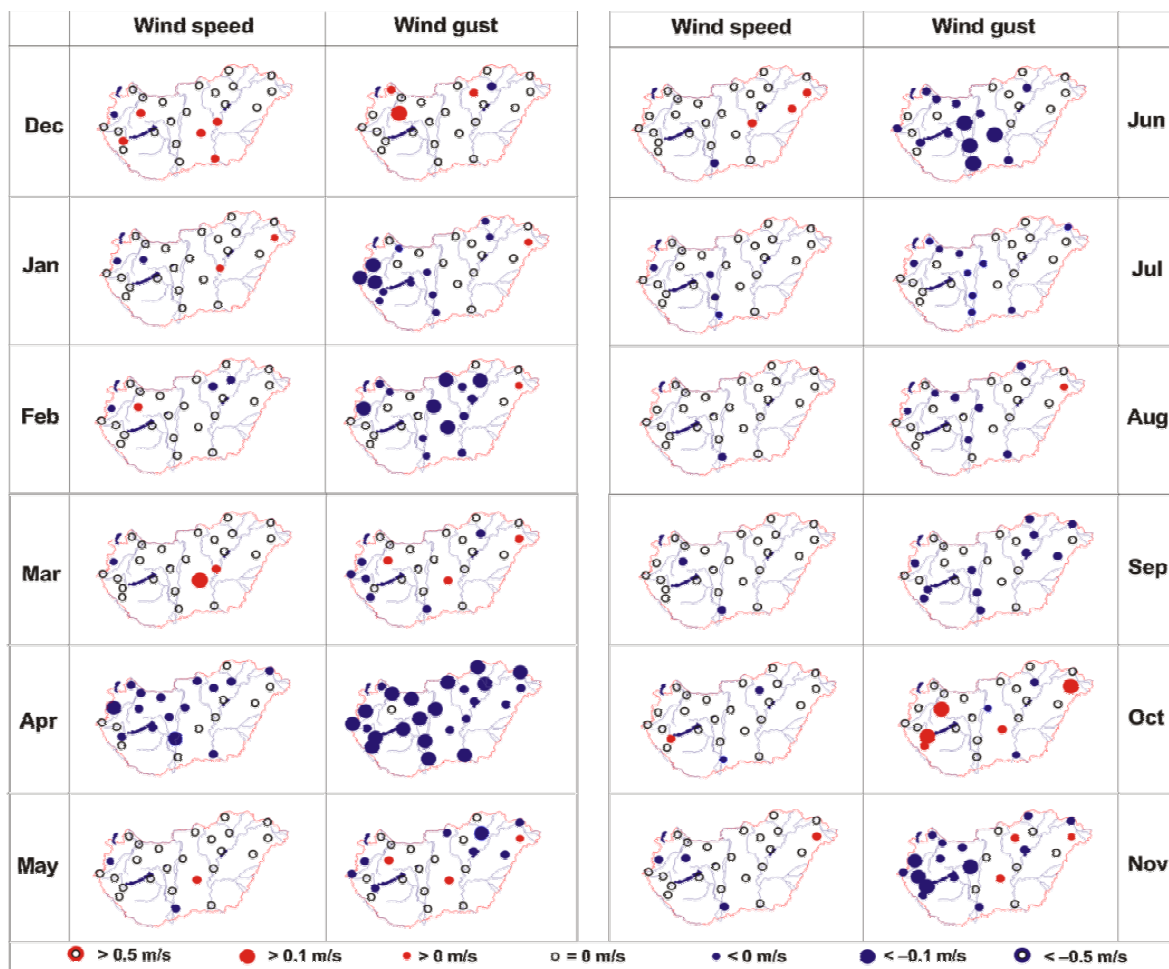 Wind speed Wind gust Wind speed Wind gust
Dec Jun
Jan Jul
Feb Aug
Mar Sep
Apr Oct
May Nov
> 0.5 m/s > 0.1 m/s > 0 m/s = 0 m/s < 0 m/s < –0.1 m/s < –0.5 m/s